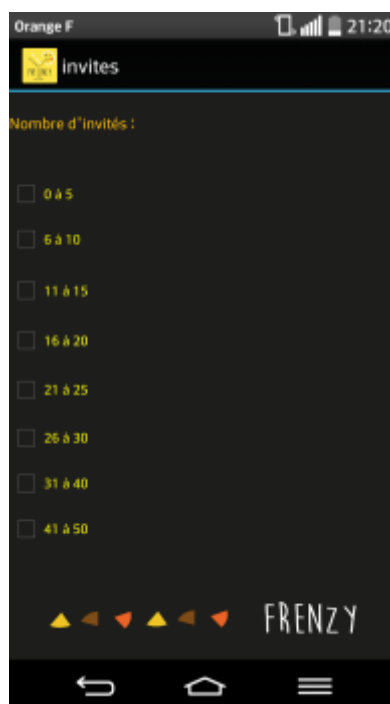 Orange F 21:20
FRENZY invites
Nombre d'invités :
0 à 5
6 à 10
11 à 15
16 à 20
21 à 25
26 à 30
31 à 40
41 à 50
FRENZY